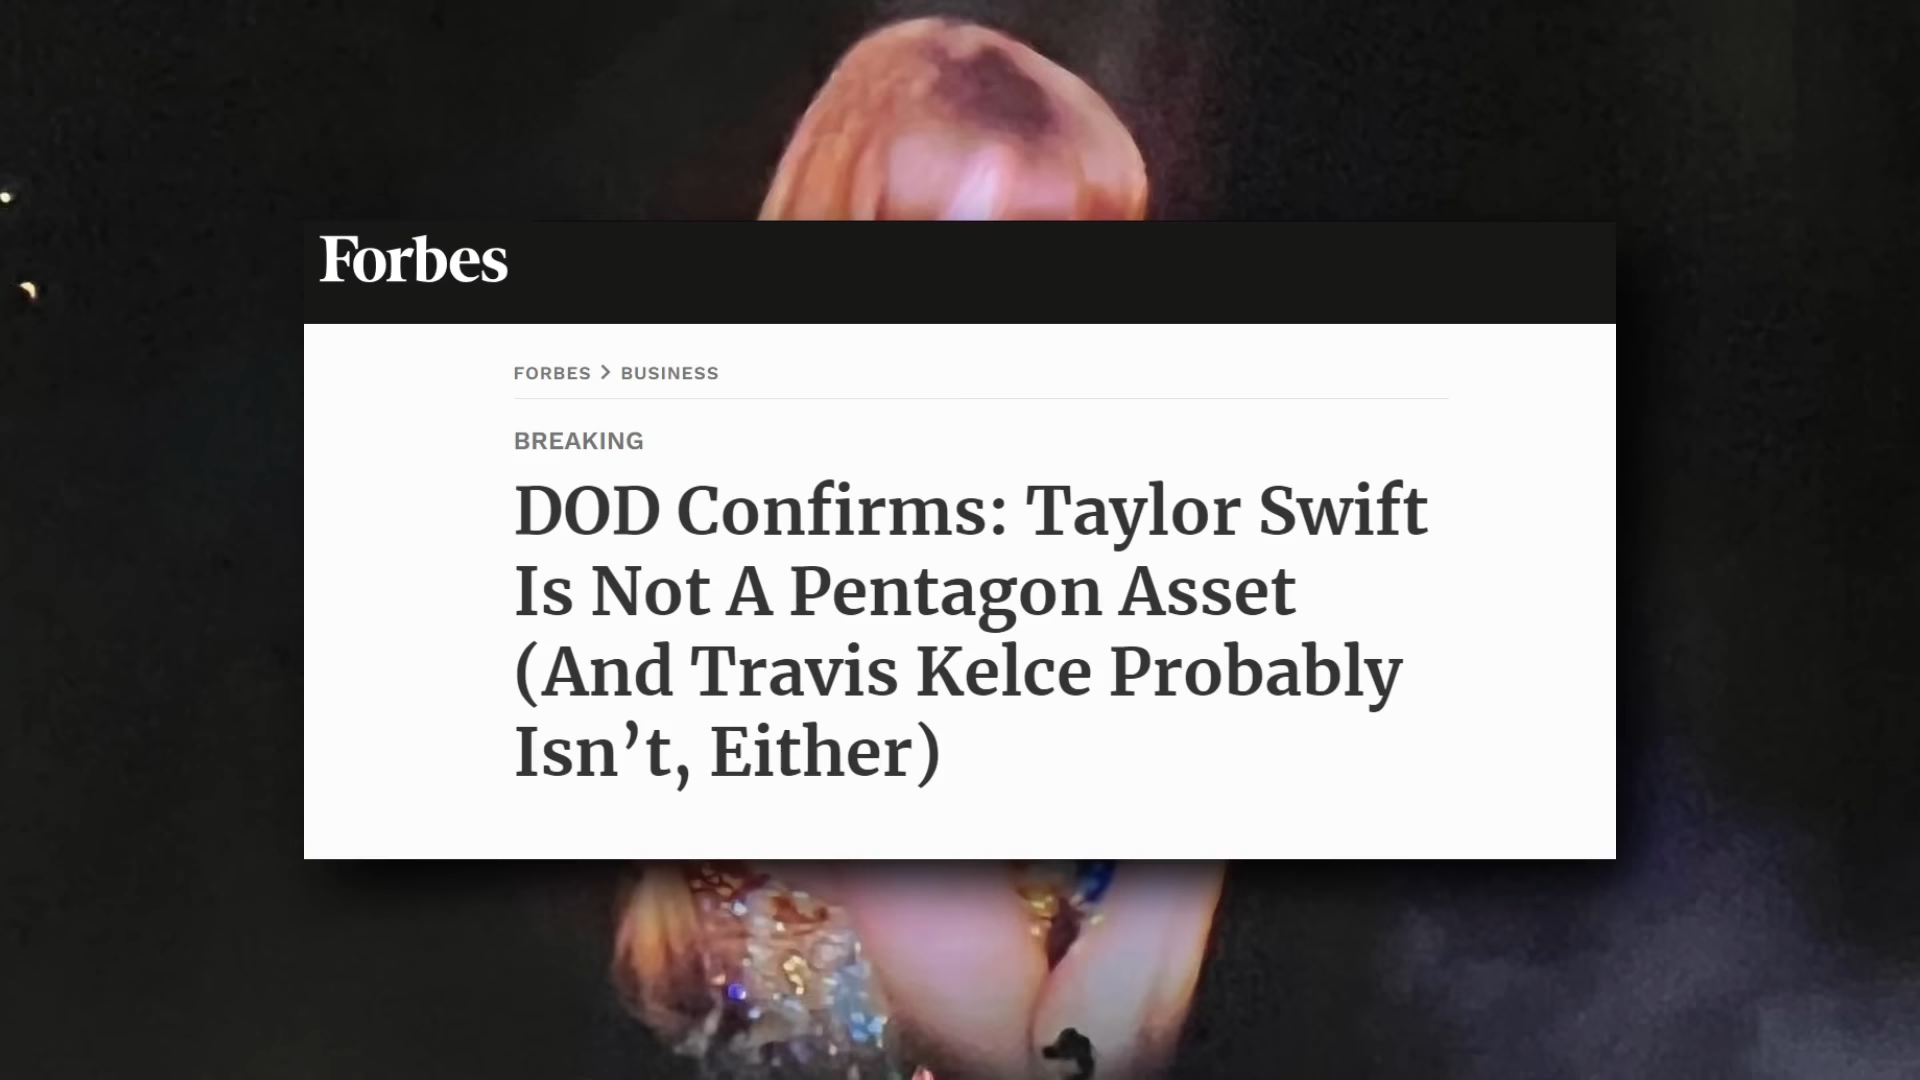 Forbes
FORBES > BUSINESS
BREAKING
DOD Confirms: Taylor Swift
Is Not A Pentagon Asset
(And Travis Kelce Probably
Isn’t, Either)